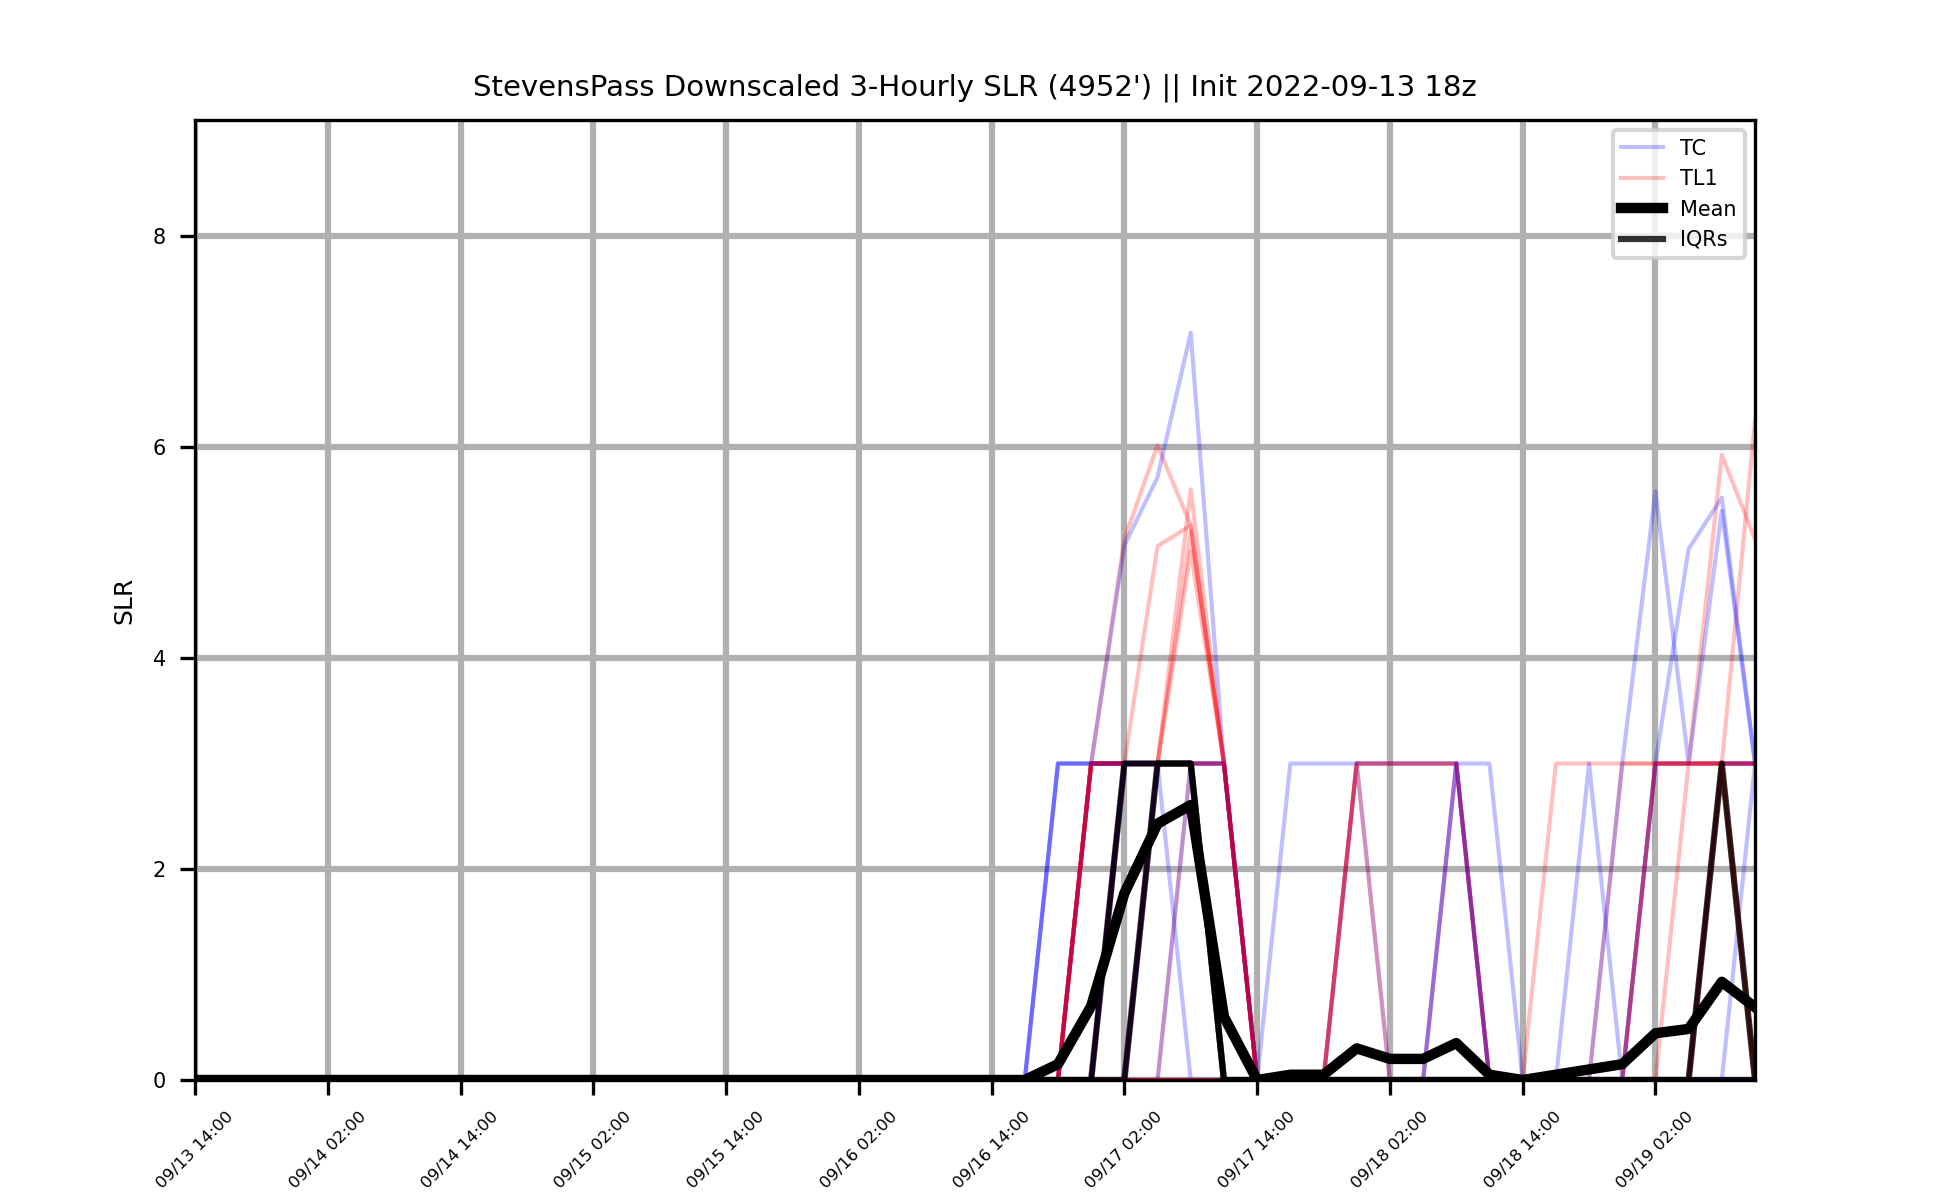 StevensPass Downscaled 3-Hourly SLR (4952') || Init 2022-09-13 18z
TC
TL1
Mean
IQRs
8
6
4
2
0
SLR
09/13 14:00
09/14 02:00
09/14 14:00
09/15 02:00
09/15 14:00
09/16 02:00
09/16 14:00
09/17 02:00
09/17 14:00
09/18 02:00
09/18 14:00
09/19 02:00